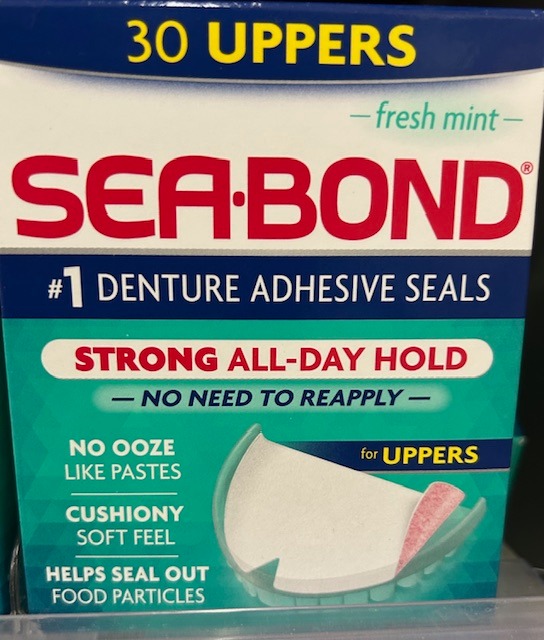 30 UPPERS
— fresh mint —
SEA·BOND®
#1 DENTURE ADHESIVE SEALS
STRONG ALL-DAY HOLD
— NO NEED TO REAPPLY —
for UPPERS
NO OOZE
LIKE PASTES
CUSHIONY
SOFT FEEL
HELPS SEAL OUT
FOOD PARTICLES